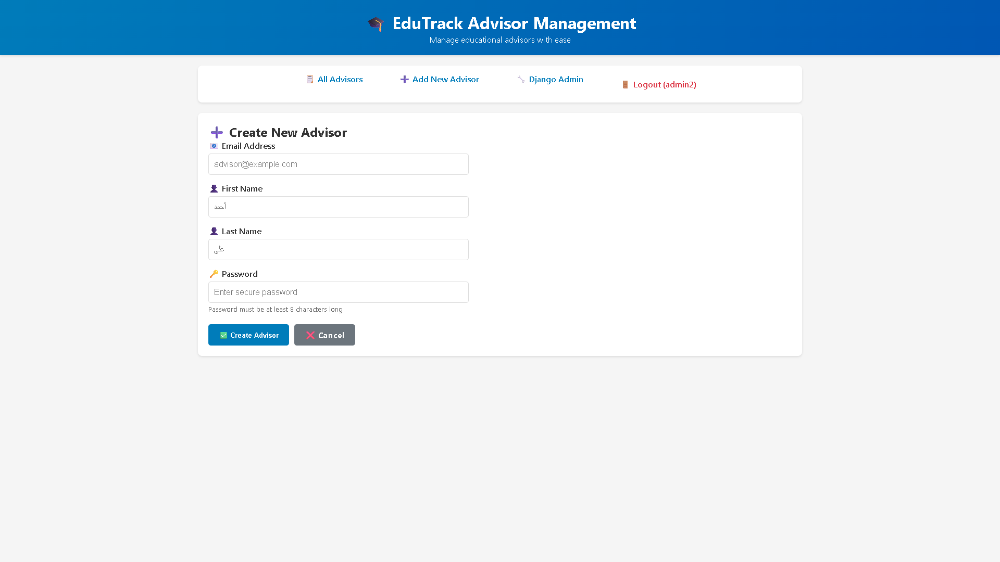 EduTrack Advisor Management
Manage educational advisors with ease
All Advisors
Add New Advisor
Django Admin
Logout (admin2)
Create New Advisor
Email Address
advisor@example.com
First Name
أحمد
Last Name
علي
Password
Enter secure password
Password must be at least 8 characters long
Create Advisor
Cancel